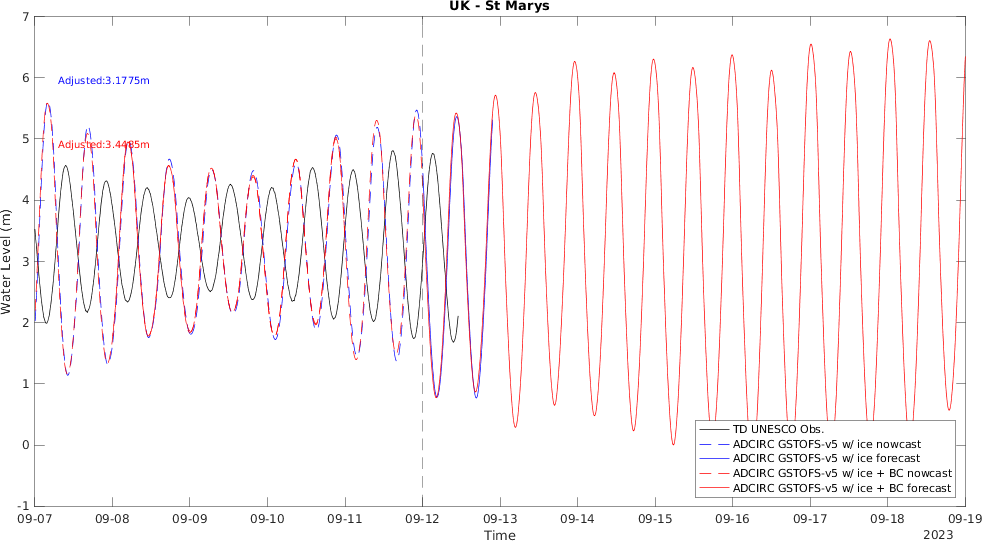 UK - St Marys
7
6
5
4
3
2
1
0
-1
Water Level (m)
Adjusted:3.1775m
Adjusted:3.4485m
TD UNESCO Obs.
ADCIRC GSTOFS-v5 w/ ice nowcast
ADCIRC GSTOFS-v5 w/ ice forecast
ADCIRC GSTOFS-v5 w/ ice + BC nowcast
ADCIRC GSTOFS-v5 w/ ice + BC forecast
09-07 09-08 09-09 09-10 09-11 09-12 09-13 09-14 09-15 09-16 09-17 09-18 09-19
Time
2023